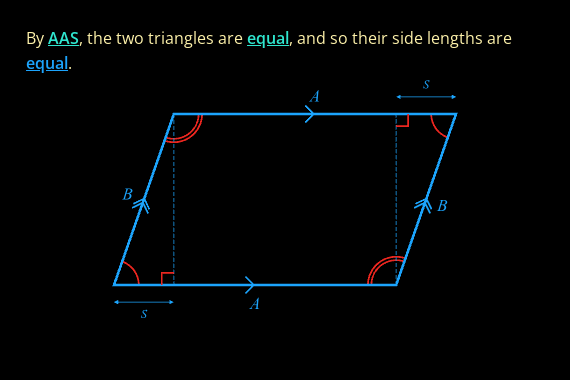 By AAS, the two triangles are equal, and so their side lengths are
equal.
S
A
B
B
A
S